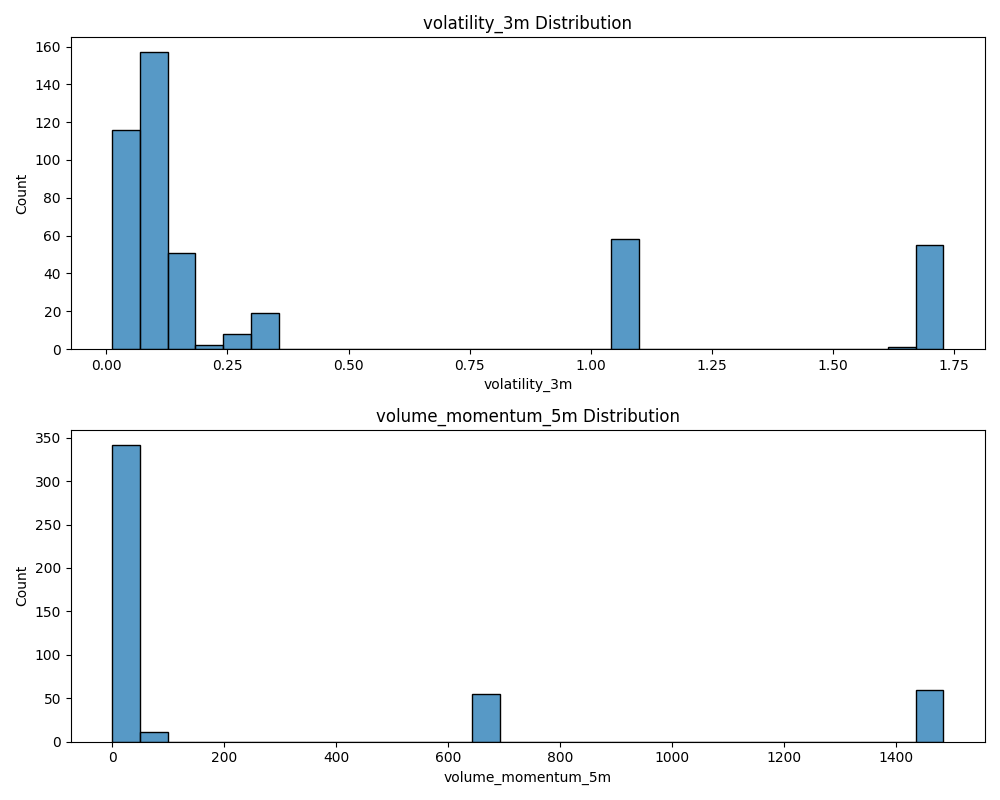 volatility_3m Distribution
160
140
120
100
80
60
40
20
0
Count
0.00 0.25 0.50 0.75 1.00 1.25 1.50 1.75
volatility_3m
volume_momentum_5m Distribution
350
300
250
200
150
100
50
0
Count
0 200 400 600 800 1000 1200 1400
volume_momentum_5m